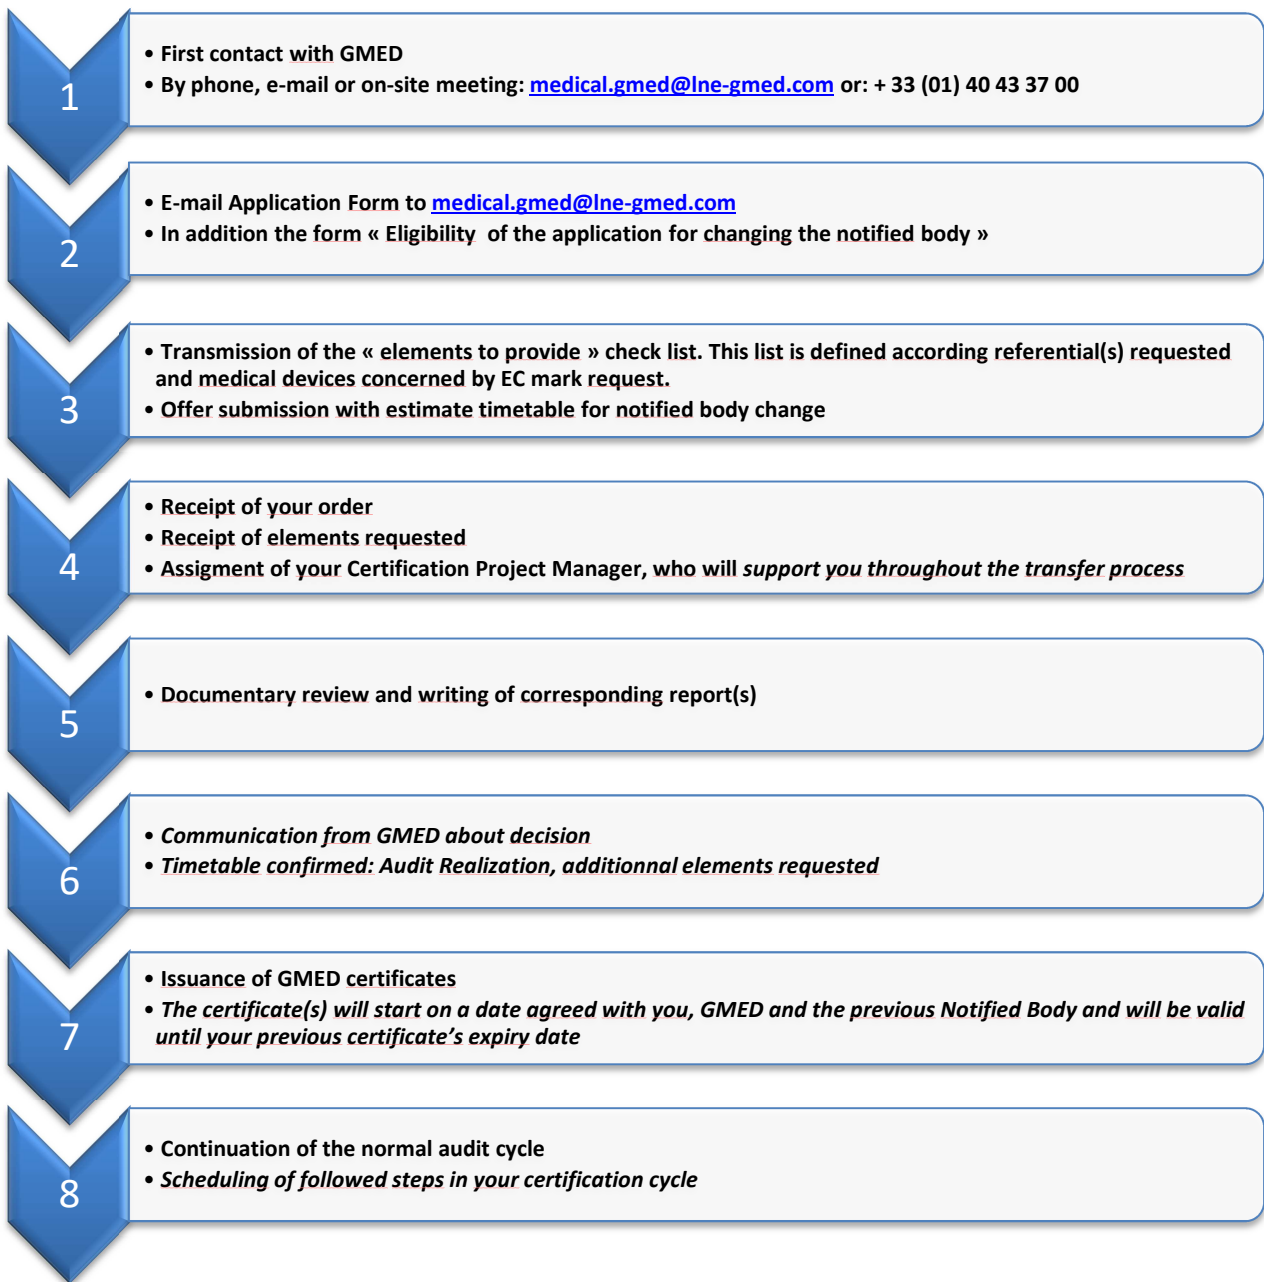 1
• First contact with GMED
• By phone, e-mail or on-site meeting: medical.gmed@lne-gmed.com or: + 33 (01) 40 43 37 00
2
• E-mail Application Form to medical.gmed@lne-gmed.com
• In addition the form « Eligibility  of the application for changing the notified body »
3
• Transmission of the « elements to provide » check list. This list is defined according referential(s) requested
and medical devices concerned by EC mark request.
• Offer submission with estimate timetable for notified body change
4
• Receipt of your order
• Receipt of elements requested
• Assigment of your Certification Project Manager, who will support you throughout the transfer process
5
• Documentary review and writing of corresponding report(s)
6
• Communication from GMED about decision
• Timetable confirmed: Audit Realization, additionnal elements requested
7
• Issuance of GMED certificates
• The certificate(s) will start on a date agreed with you, GMED and the previous Notified Body and will be valid
until your previous certificate’s expiry date
8
• Continuation of the normal audit cycle
• Scheduling of followed steps in your certification cycle